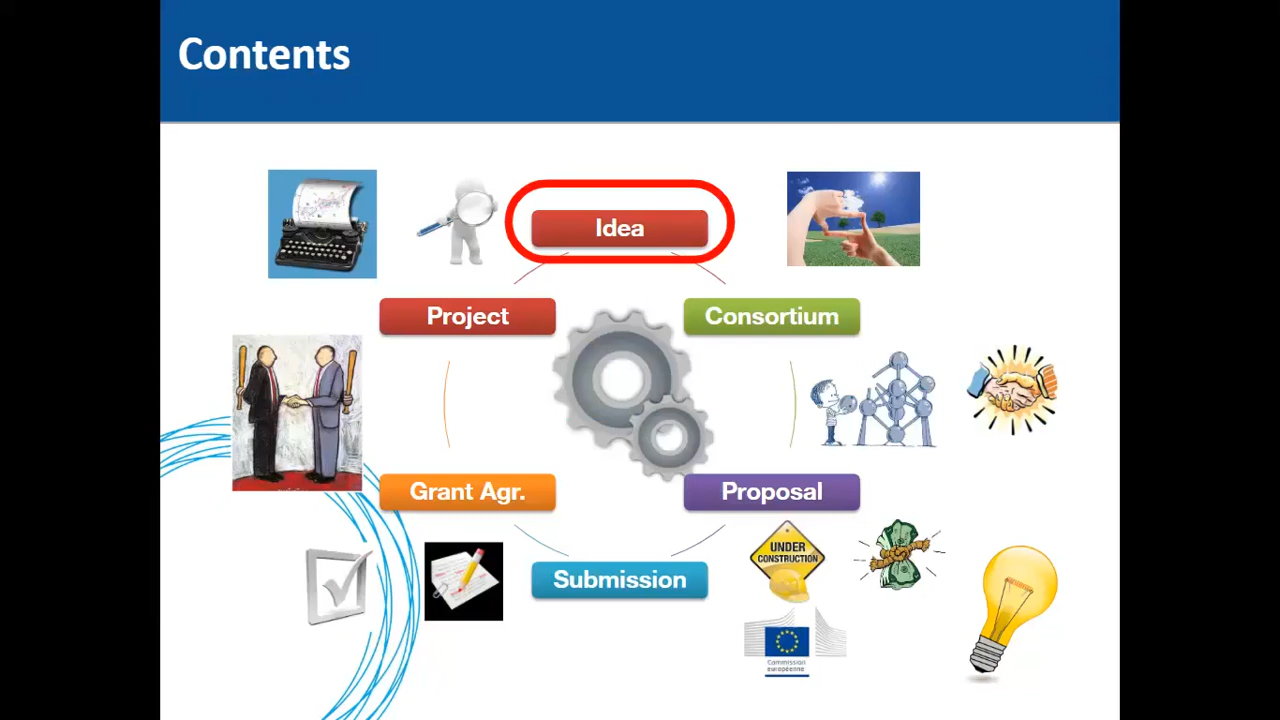 Contents
Idea
Project
Consortium
Grant Agr.
Proposal
Submission
UNDER
CONSTRUCTION
Commission
européenne